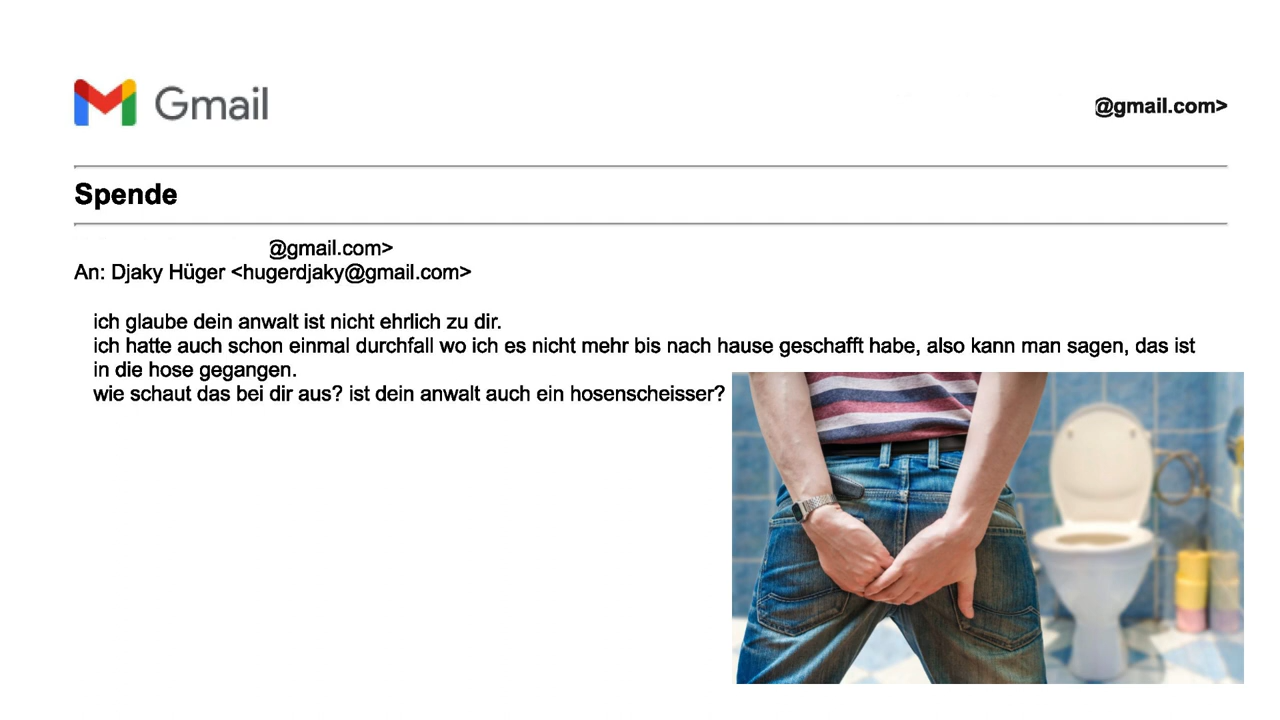 Gmail
@gmail.com>
Spende
@gmail.com>
An: Djaky Hüger <hugerdjaky@gmail.com>
ich glaube dein anwalt ist nicht ehrlich zu dir.
ich hatte auch schon einmal durchfall wo ich es nicht mehr bis nach hause geschafft habe, also kann man sagen, das ist
in die hose gegangen.
wie schaut das bei dir aus? ist dein anwalt auch ein hosenscheisser?